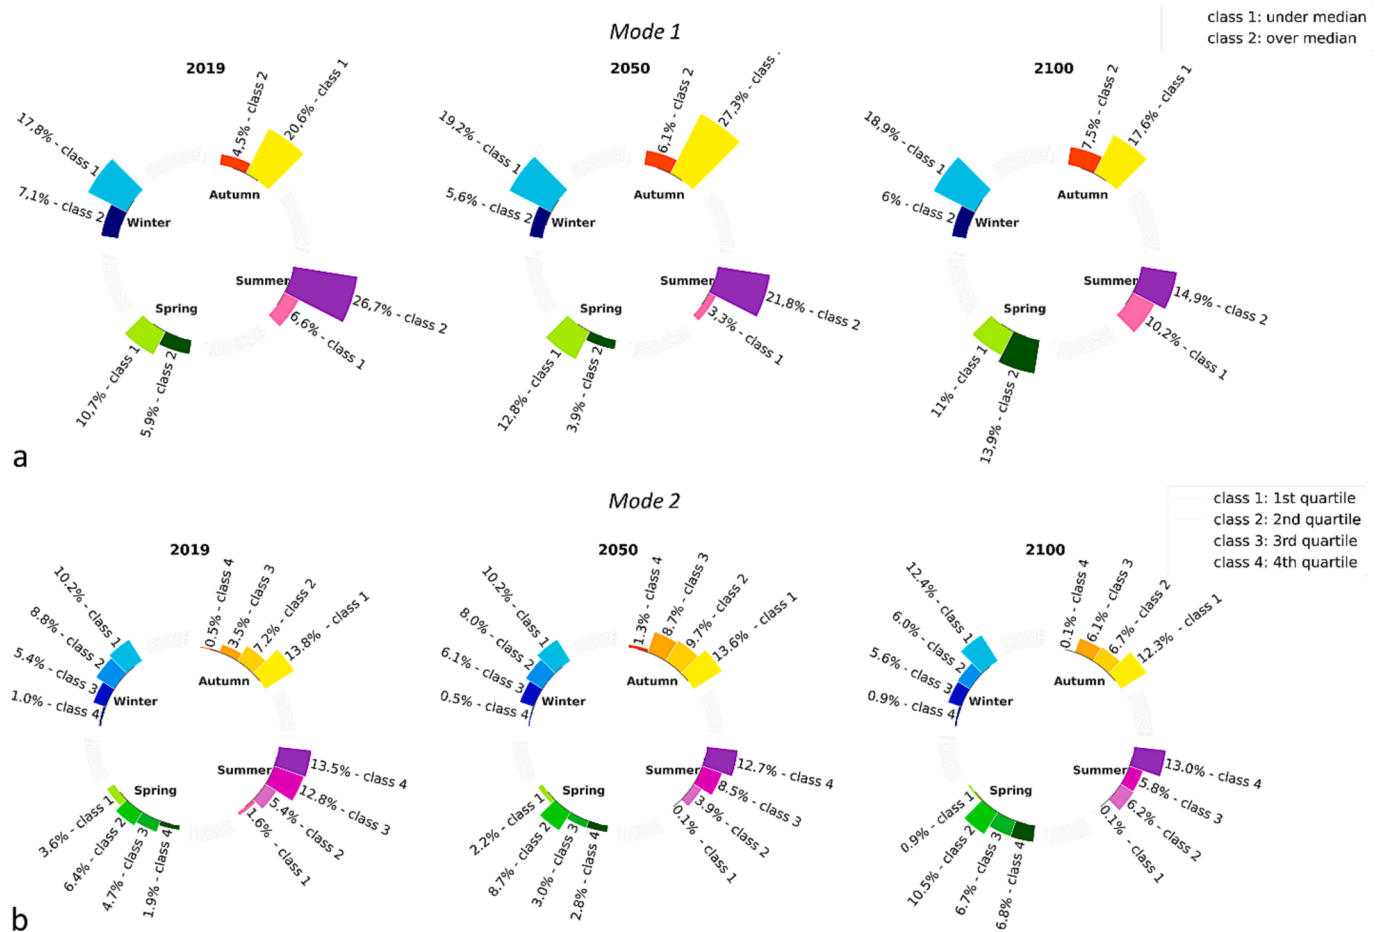 class 1: under median
class 2: over median
Mode 1
a
2019
17,8% - class 1
7,1% - class 2
Winter
4,5% - class 2
20,6% - class 1
Autumn
Summer
26,7% - class 2
6,6% - class 1
Spring
10,7% - class 1
5,9% - class 2
2050
19,2% - class 1
5,6% - class 2
Winter
6,1% - class 2
27,3% - class
Autumn
Summer
21,8% - class 2
3,3% - class 1
Spring
12,8% - class 1
3,9% - class 2
2100
18,9% - class 1
6% - class 2
Winter
7,5% - class 2
17,6% - class 1
Autumn
Summer
14,9% - class 2
10,2% - class 1
Spring
11% - class 1
13,9% - class 2
Mode 2
class 1: 1st quartile
class 2: 2nd quartile
class 3: 3rd quartile
class 4: 4th quartile
b
2019
10.2% - class 1
8.8% - class 2
5.4% - class 3
1.0% - class 4
Winter
0.5% - class 4
3.5% - class 3
7.2% - class 2
13.8% - class 1
Autumn
Summer
13.5% - class 4
12.8% - class 3
5.4% - class 2
1.6% - class 1
Spring
3.6% - class 1
6.4% - class 2
4.7% - class 3
1.9% - class 4
2050
10.2% - class 1
8.0% - class 2
6.1% - class 3
0.5% - class 4
Winter
1.3% - class 4
8.7% - class 3
9.7% - class 2
13.6% - class 1
Autumn
Summer
12.7% - class 4
8.5% - class 3
3.9% - class 2
0.1% - class 1
Spring
2.2% - class 1
8.7% - class 2
3.0% - class 3
2.8% - class 4
2100
12.4% - class 1
6.0% - class 2
5.6% - class 3
0.9% - class 4
Winter
0.1% - class 4
6.1% - class 3
6.7% - class 2
12.3% - class 1
Autumn
Summer
13.0% - class 4
5.8% - class 3
6.2% - class 2
0.1% - class 1
Spring
0.9% - class 1
10.5% - class 2
6.7% - class 3
6.8% - class 4